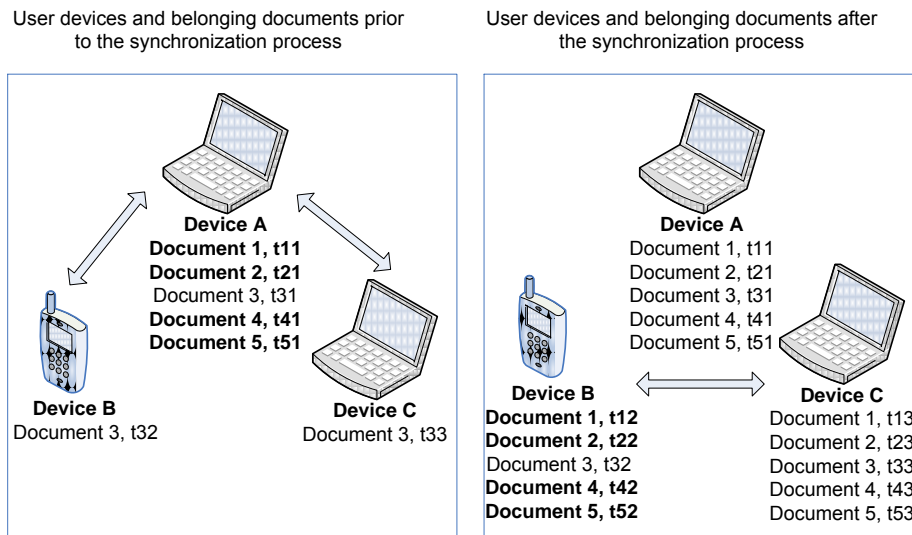 User devices and belonging documents prior
to the synchronization process
Device A
Document 1, t11
Document 2, t21
Document 3, t31
Document 4, t41
Document 5, t51
Device B
Document 3, t32
Device C
Document 3, t33
User devices and belonging documents after
the synchronization process
Device A
Document 1, t11
Document 2, t21
Document 3, t31
Document 4, t41
Document 5, t51
Device B
Document 1, t12
Document 2, t22
Document 3, t32
Document 4, t42
Document 5, t52
Device C
Document 1, t13
Document 2, t23
Document 3, t33
Document 4, t43
Document 5, t53